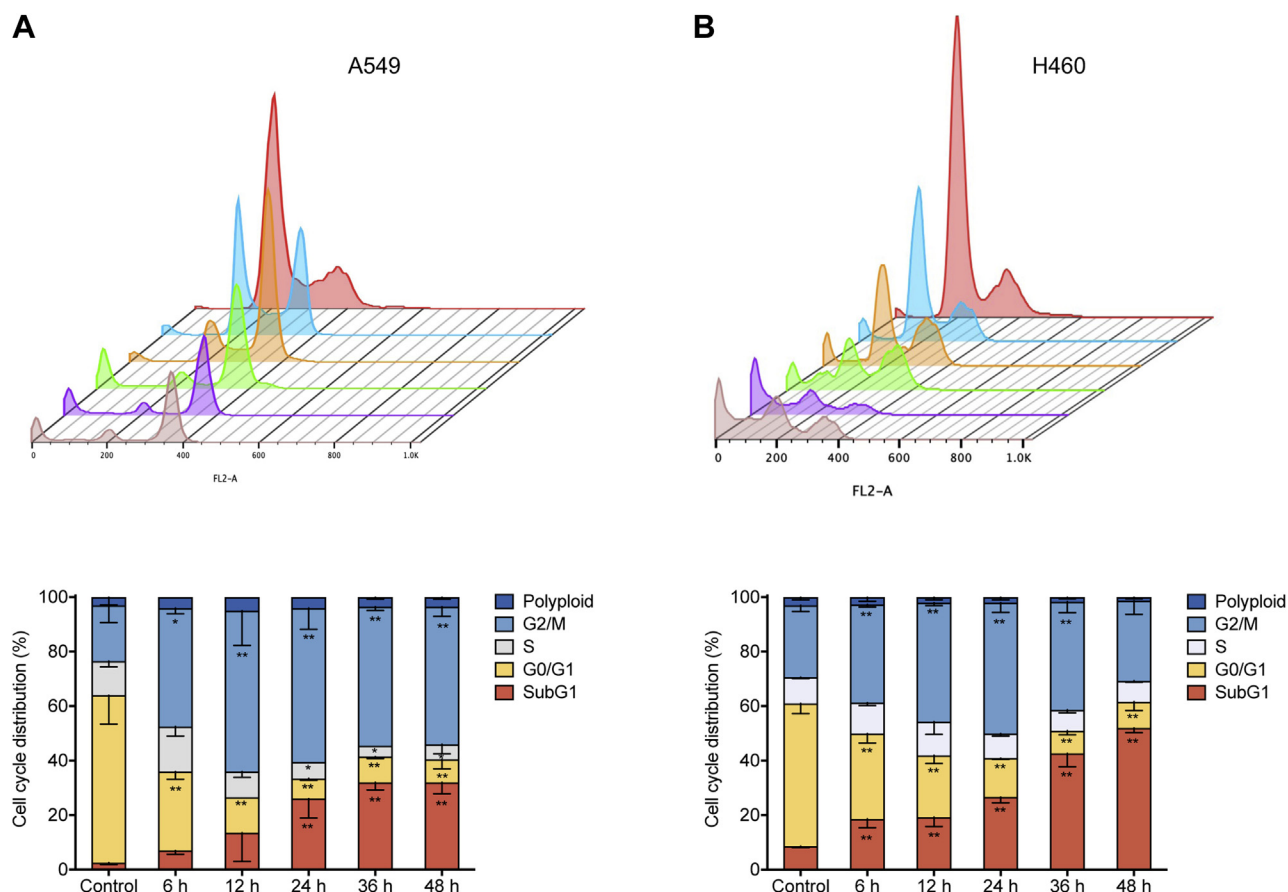 A
B
A549
H460
0 200 400 600 800 1.0K
FL2-A
0 200 400 600 800 1.0K
FL2-A
Cell cycle distribution (%)
100
80
60
40
20
0
* ** ** ** **
* * *
** ** ** ** **
** ** **
Control 6 h 12 h 24 h 36 h 48 h
Polyploid
G2/M
S
G0/G1
SubG1
Cell cycle distribution (%)
100
80
60
40
20
0
** ** ** **
** ** ** ** **
** ** ** ** **
Control 6 h 12 h 24 h 36 h 48 h
Polyploid
G2/M
S
G0/G1
SubG1